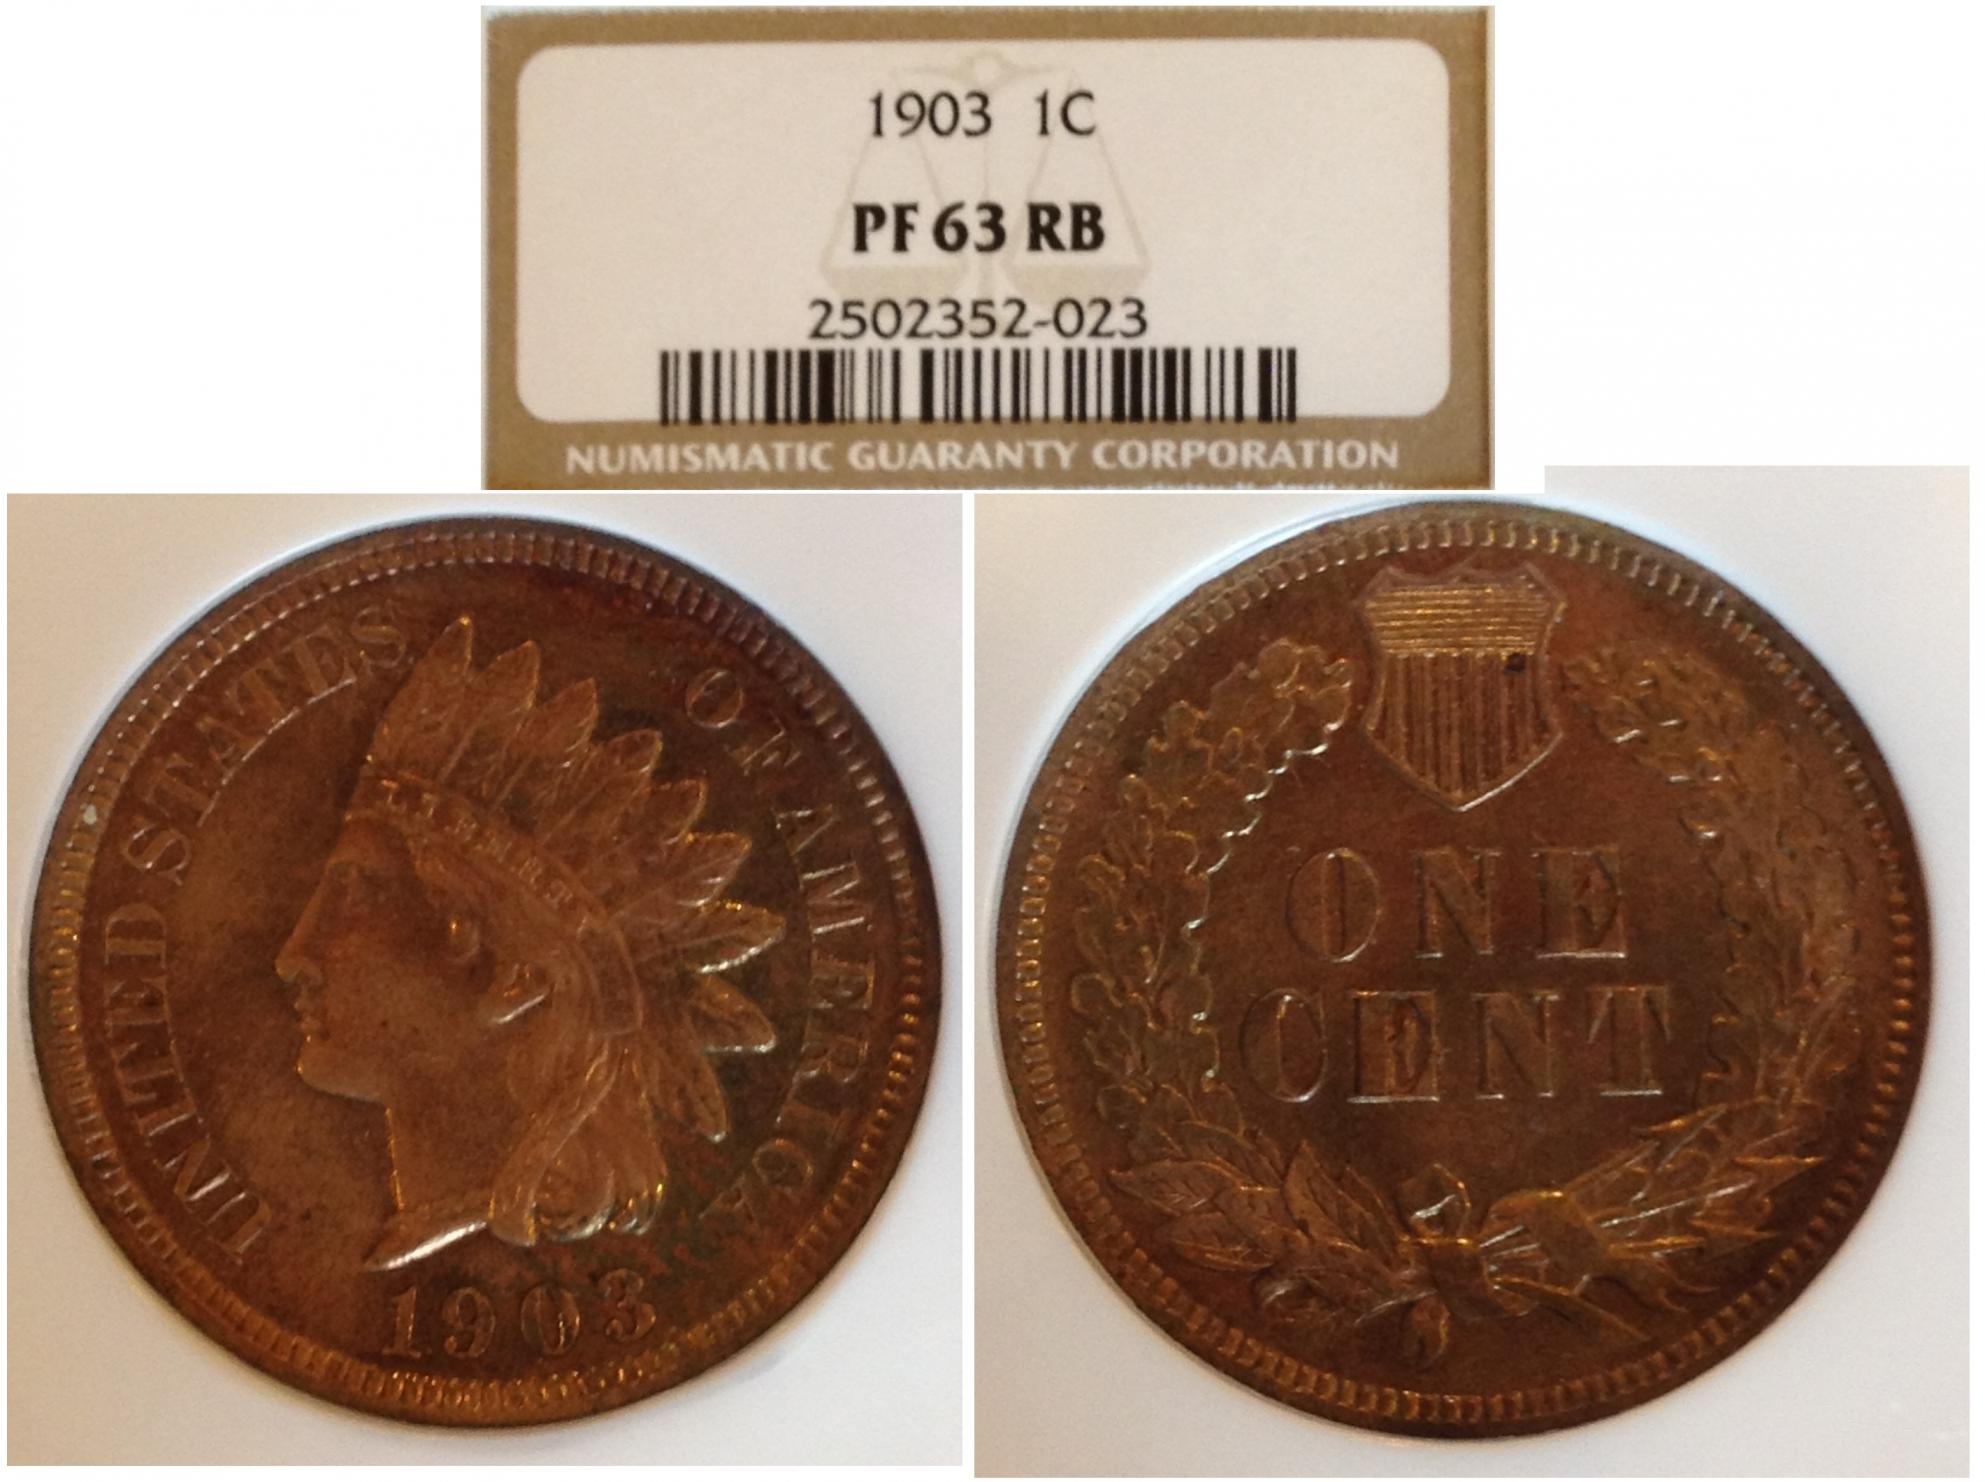 1903 1C
PF 63 RB
2502352-023
NUMISMATIC GUARANTY CORPORATION
UNITED STATES OF AMERICA
LIBERTY
1903
ONE
CENT